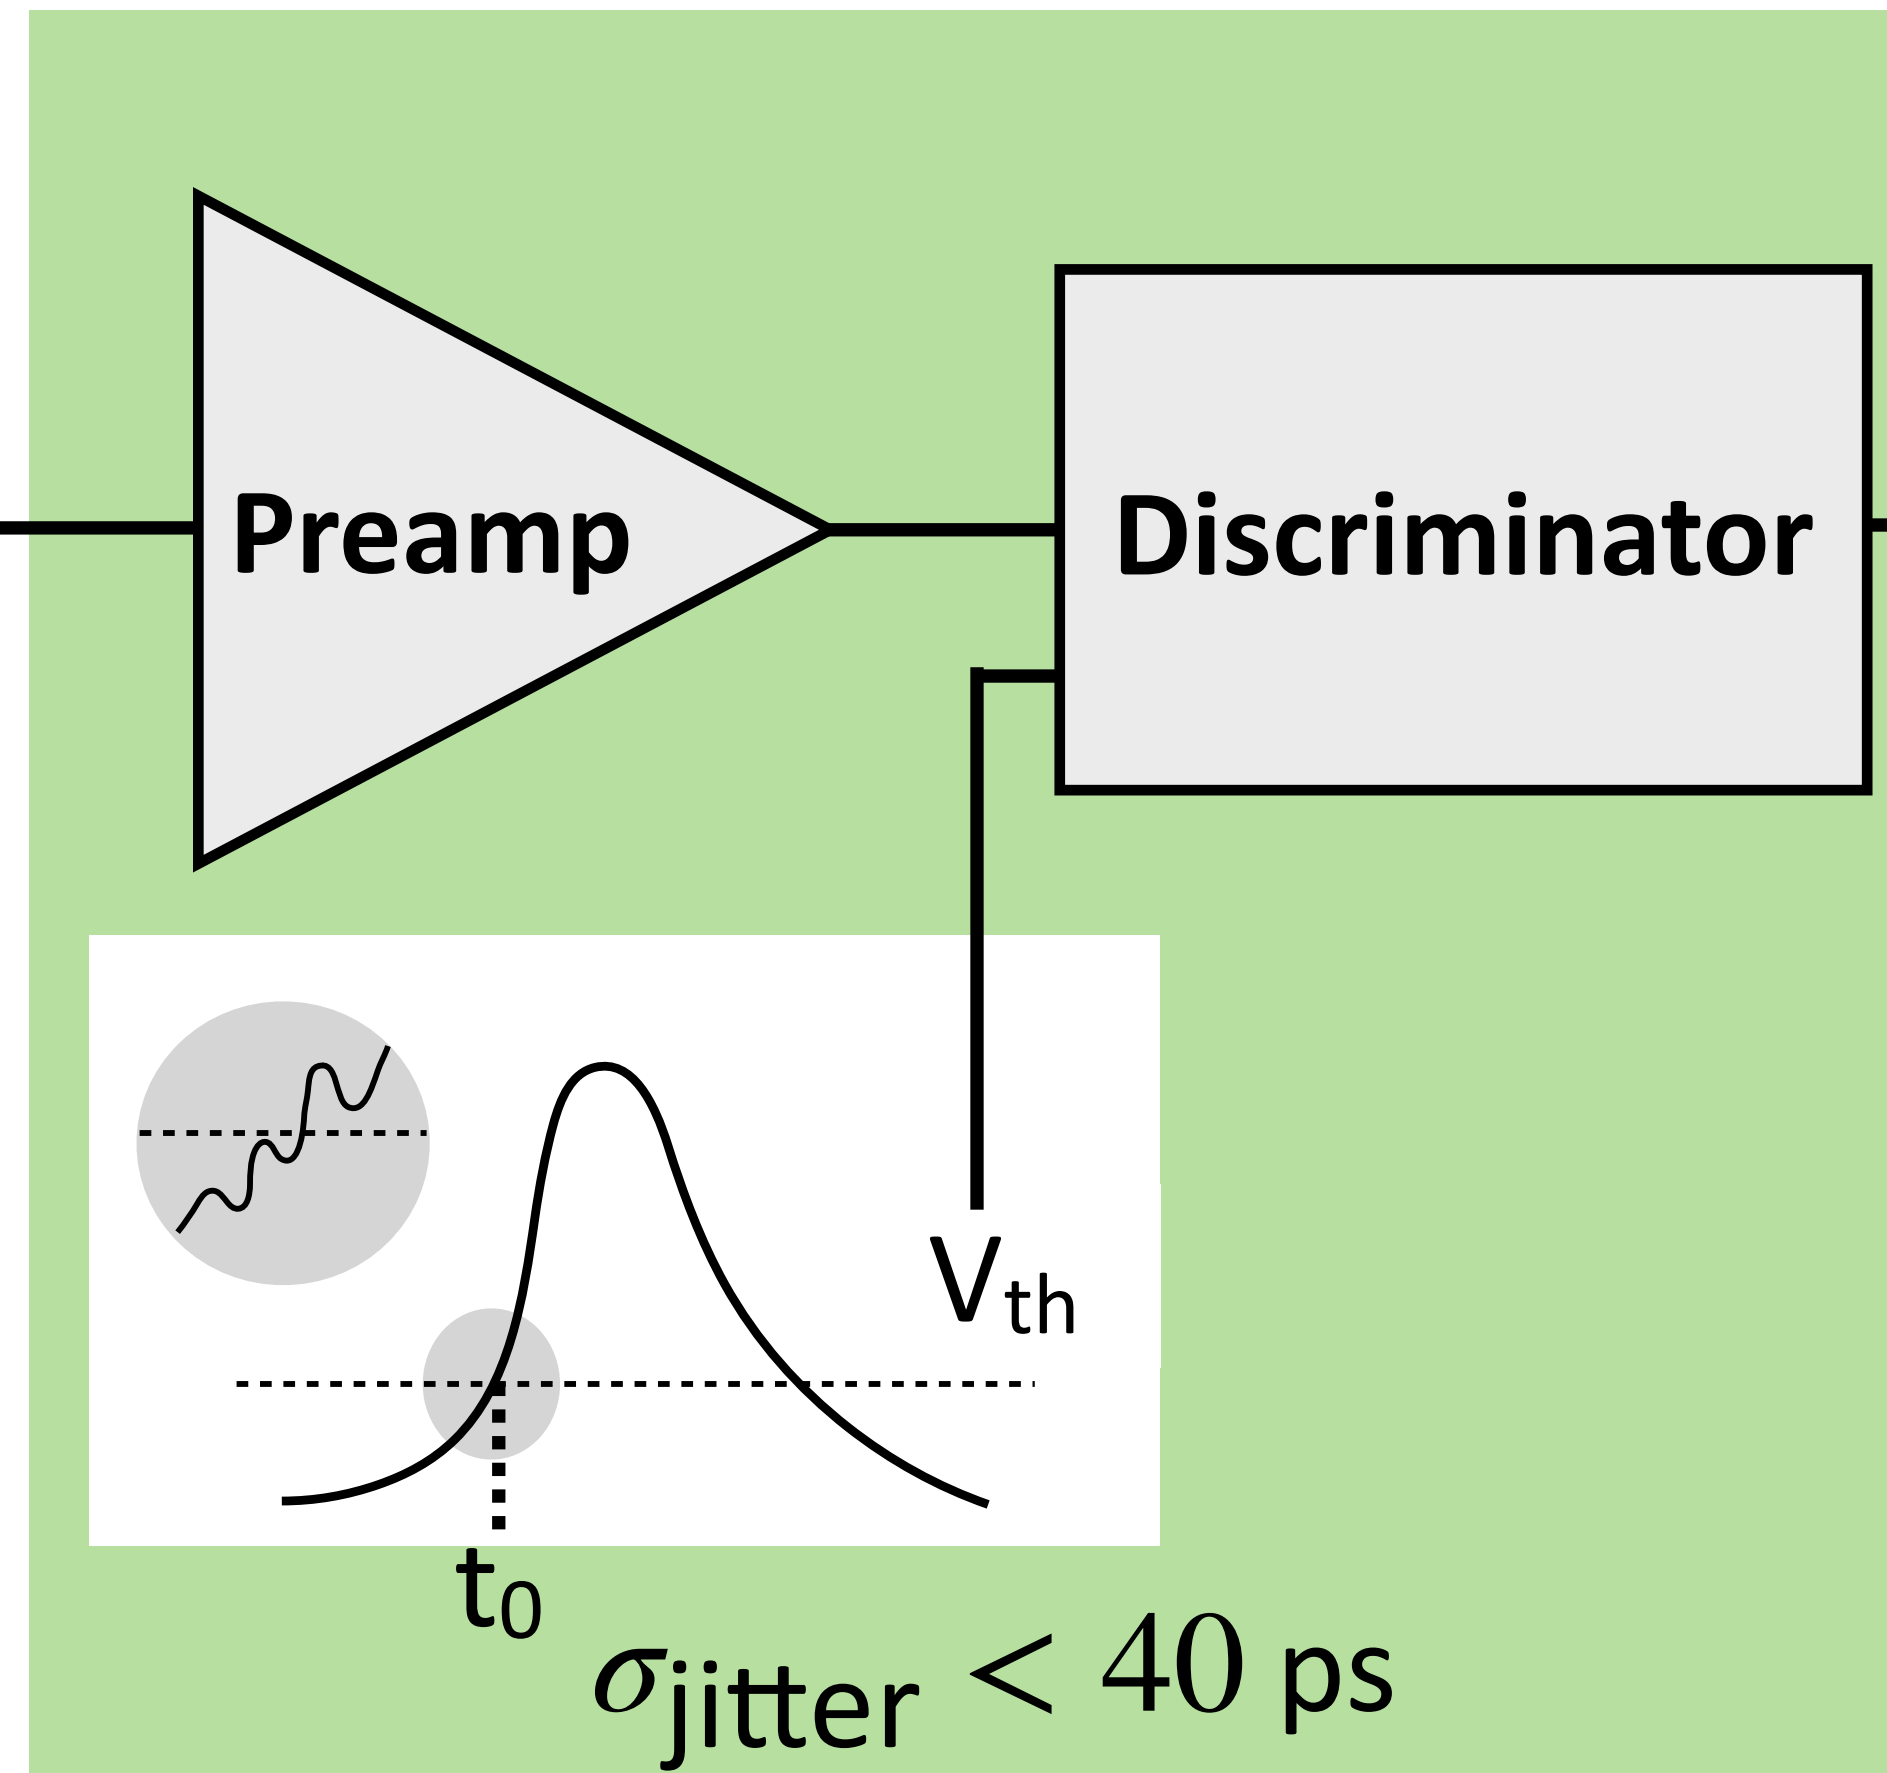 Preamp
Discriminator
Vth
t0
σjitter < 40 ps